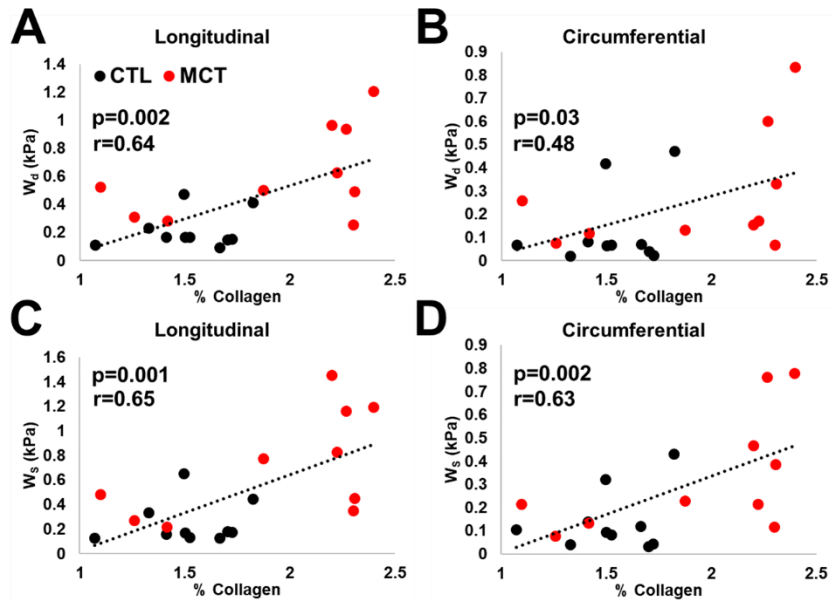 A
Longitudinal
CTL MCT
p=0.002
r=0.64
W_d (kPa)
1.4
1.2
1
0.8
0.6
0.4
0.2
0
1 1.5 2 2.5
% Collagen
B
Circumferential
p=0.03
r=0.48
W_d (kPa)
0.9
0.8
0.7
0.6
0.5
0.4
0.3
0.2
0.1
0
1 1.5 2 2.5
% Collagen
C
Longitudinal
p=0.001
r=0.65
W_s (kPa)
1.6
1.4
1.2
1
0.8
0.6
0.4
0.2
0
1 1.5 2 2.5
% Collagen
D
Circumferential
p=0.002
r=0.63
W_s (kPa)
0.9
0.8
0.7
0.6
0.5
0.4
0.3
0.2
0.1
0
1 1.5 2 2.5
% Collagen